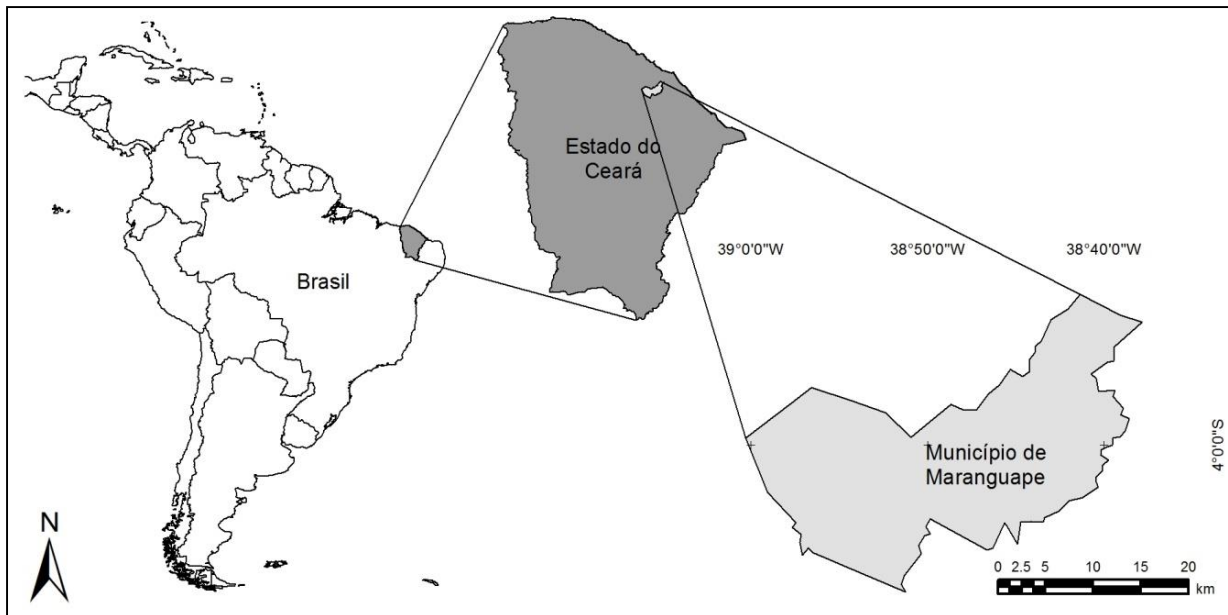 Estado do
Ceará
39°0'0"W
38°50'0"W
38°40'0"W
Brasil
Município de
Maranguape
4°0'0"S
N
0 2.5 5 10 15 20
km